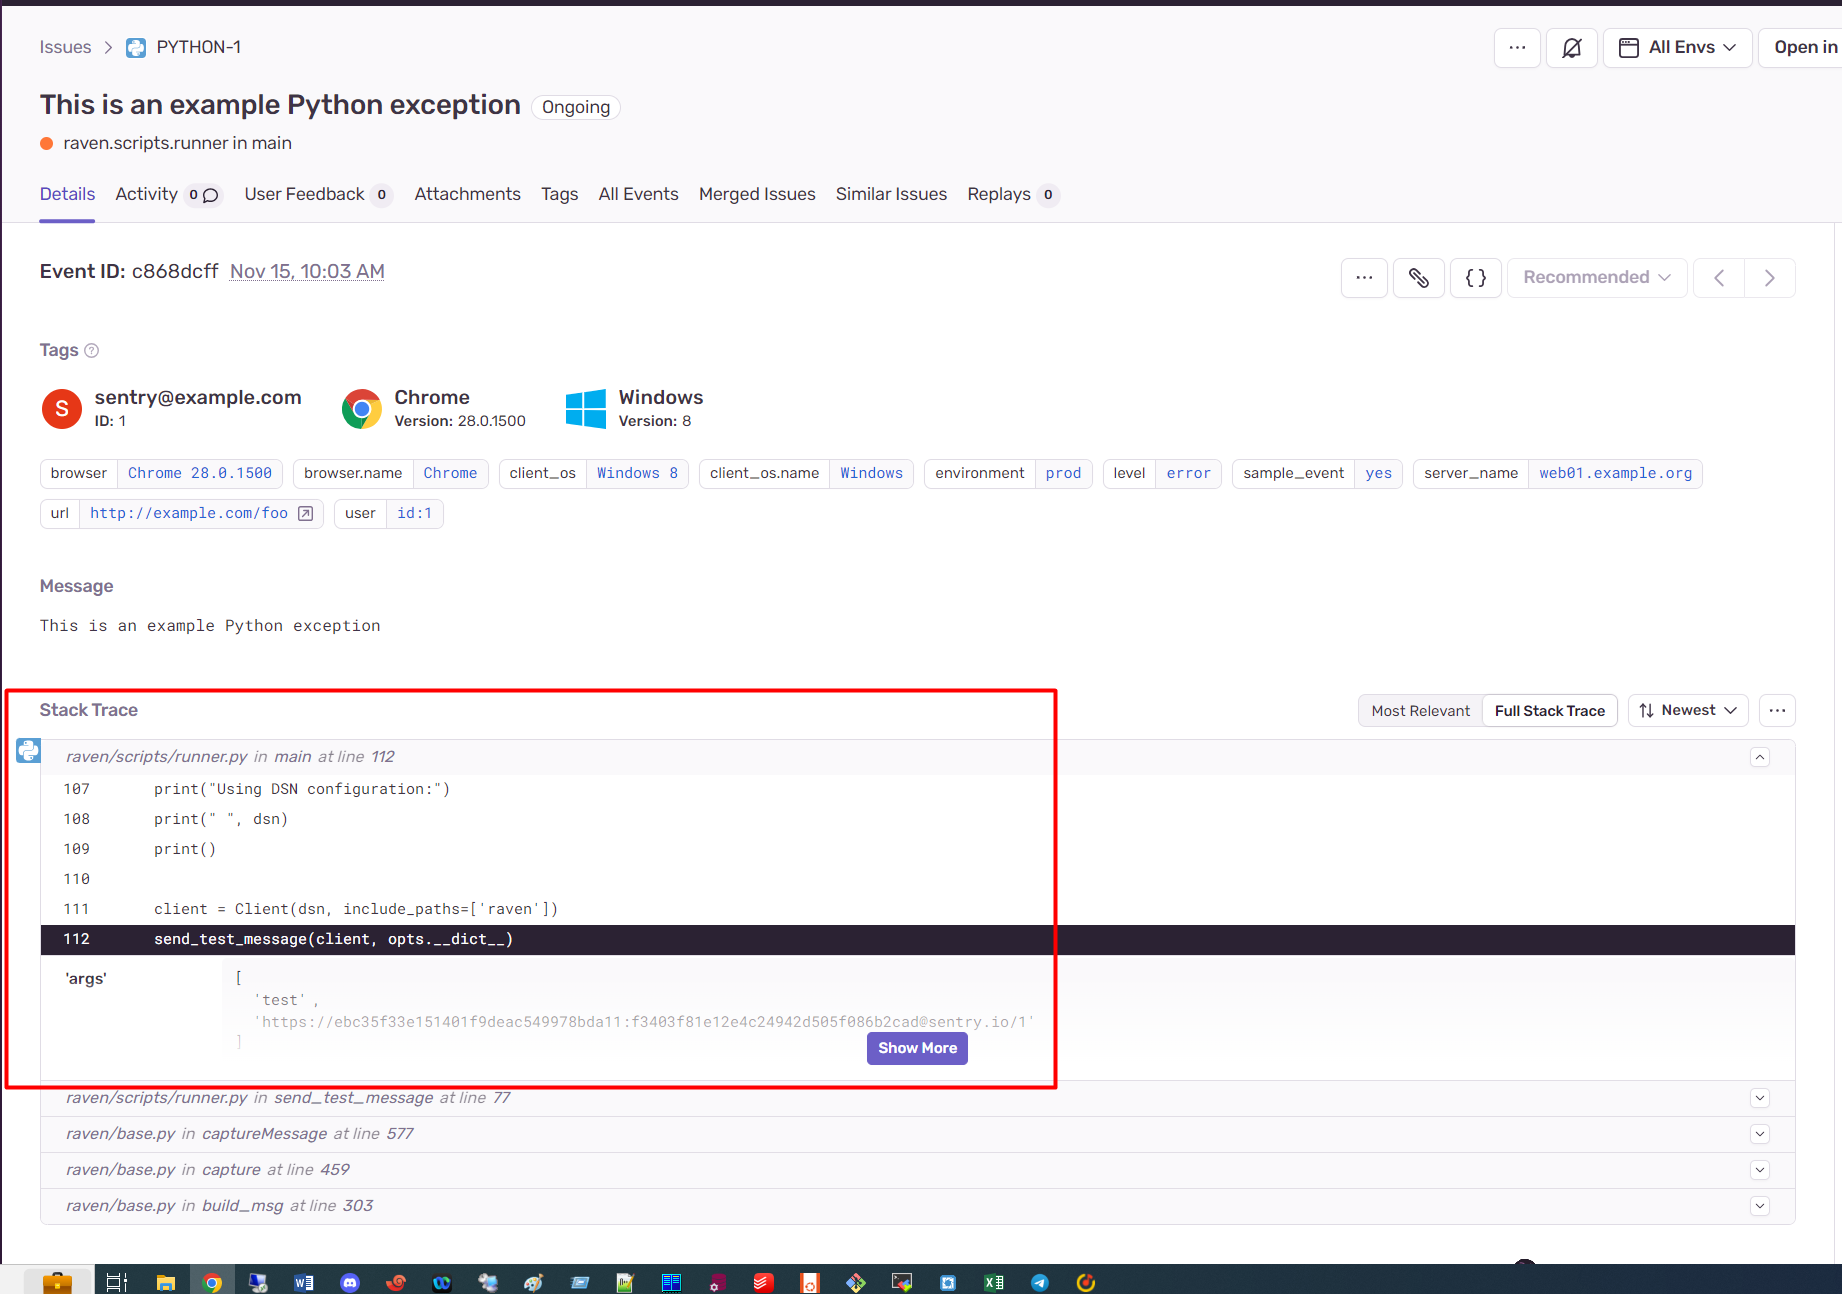 Issues > PYTHON-1
All Envs
Open in
This is an example Python exception Ongoing
raven.scripts.runner in main
Details Activity 0 User Feedback 0 Attachments Tags All Events Merged Issues Similar Issues Replays 0
Event ID: c868dcff Nov 15, 10:03 AM
Recommended
Tags
S sentry@example.com Chrome Windows
ID: 1 Version: 28.0.1500 Version: 8
browser Chrome 28.0.1500 browser.name Chrome client_os Windows 8 client_os.name Windows environment prod level error sample_event yes server_name web01.example.org
url http://example.com/foo user id:1
Message
This is an example Python exception
Stack Trace
Most Relevant Full Stack Trace Newest
raven/scripts/runner.py in main at line 112
107 print("Using DSN configuration:")
108 print(" ", dsn)
109 print()
110
111 client = Client(dsn, include_paths=['raven'])
112 send_test_message(client, opts.__dict__)
'args' [
'test' ,
'https://ebc35f33e151401f9deac549978bda11:f3403f81e12e4c24942d505f086b2cad@sentry.io/1'
]
Show More
raven/scripts/runner.py in send_test_message at line 77
raven/base.py in captureMessage at line 577
raven/base.py in capture at line 459
raven/base.py in build_msg at line 303